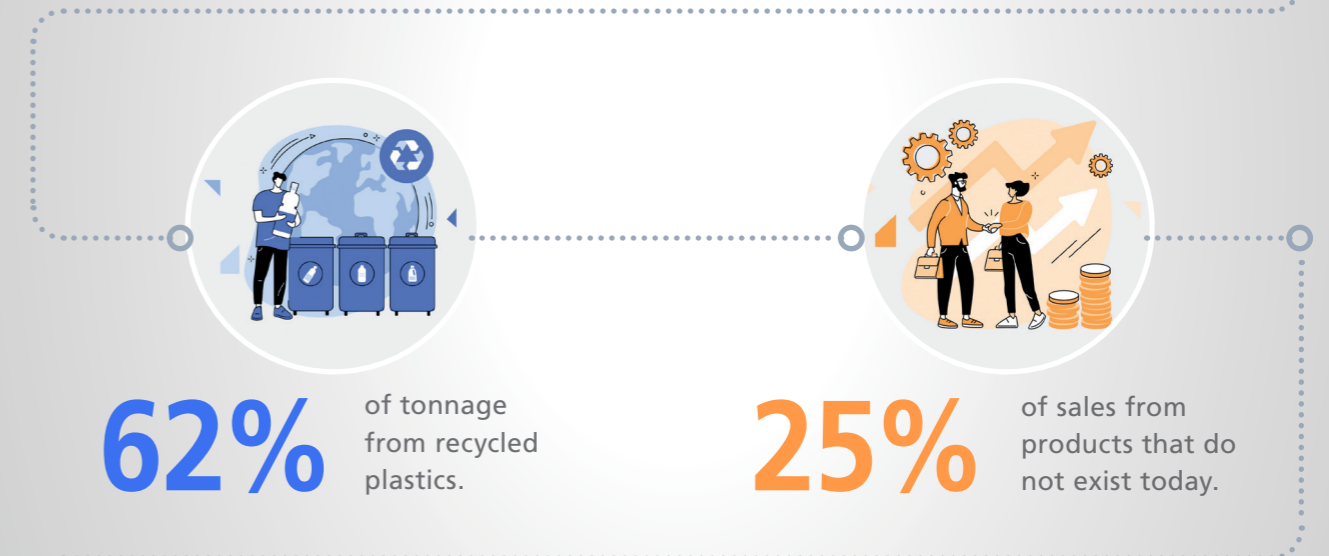 62%
of tonnage
from recycled
plastics.
25%
of sales from
products that do
not exist today.